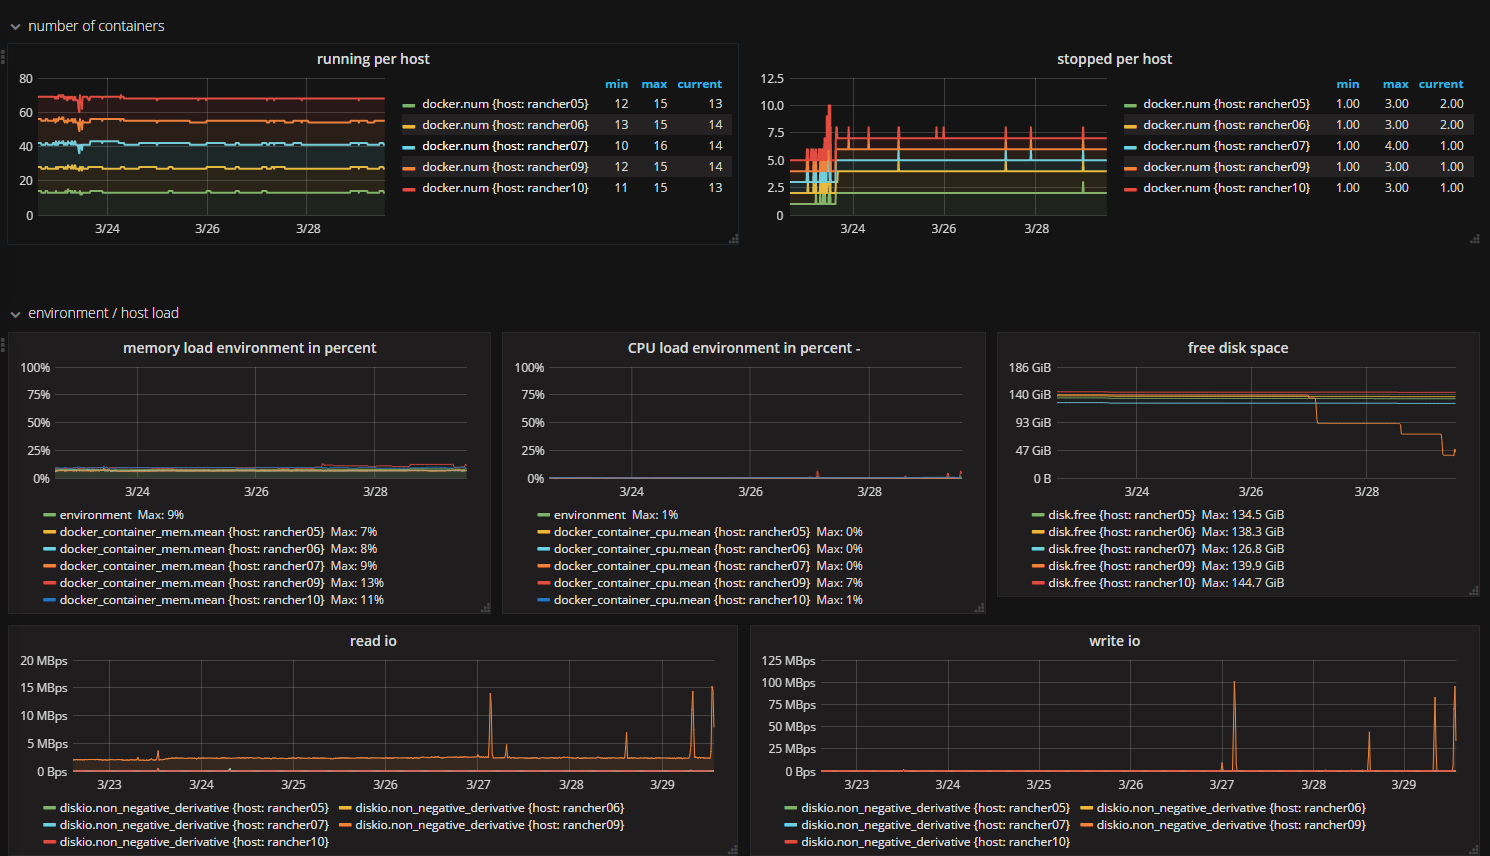 number of containers
running per host
min max current
80
60
40
20
0
3/24 3/26 3/28
docker.num {host: rancher05} 12 15 13
docker.num {host: rancher06} 13 15 14
docker.num {host: rancher07} 10 16 14
docker.num {host: rancher09} 12 15 14
docker.num {host: rancher10} 11 15 13
stopped per host
min max current
12.5
10.0
7.5
5.0
2.5
0
3/24 3/26 3/28
docker.num {host: rancher05} 1.00 3.00 2.00
docker.num {host: rancher06} 1.00 3.00 2.00
docker.num {host: rancher07} 1.00 4.00 1.00
docker.num {host: rancher09} 1.00 3.00 1.00
docker.num {host: rancher10} 1.00 3.00 1.00
environment / host load
memory load environment in percent
100%
75%
50%
25%
0%
3/24 3/26 3/28
environment Max: 9%
docker_container_mem.mean {host: rancher05} Max: 7%
docker_container_mem.mean {host: rancher06} Max: 8%
docker_container_mem.mean {host: rancher07} Max: 9%
docker_container_mem.mean {host: rancher09} Max: 13%
docker_container_mem.mean {host: rancher10} Max: 11%
CPU load environment in percent -
100%
75%
50%
25%
0%
3/24 3/26 3/28
environment Max: 1%
docker_container_cpu.mean {host: rancher05} Max: 0%
docker_container_cpu.mean {host: rancher06} Max: 0%
docker_container_cpu.mean {host: rancher07} Max: 0%
docker_container_cpu.mean {host: rancher09} Max: 7%
docker_container_cpu.mean {host: rancher10} Max: 1%
free disk space
186 GiB
140 GiB
93 GiB
47 GiB
0 B
3/24 3/26 3/28
disk.free {host: rancher05} Max: 134.5 GiB
disk.free {host: rancher06} Max: 138.3 GiB
disk.free {host: rancher07} Max: 126.8 GiB
disk.free {host: rancher09} Max: 139.9 GiB
disk.free {host: rancher10} Max: 144.7 GiB
read io
20 MBps
15 MBps
10 MBps
5 MBps
0 Bps
3/23 3/24 3/25 3/26 3/27 3/28 3/29
diskio.non_negative_derivative {host: rancher05} diskio.non_negative_derivative {host: rancher06}
diskio.non_negative_derivative {host: rancher07} diskio.non_negative_derivative {host: rancher09}
diskio.non_negative_derivative {host: rancher10}
write io
125 MBps
100 MBps
75 MBps
50 MBps
25 MBps
0 Bps
3/23 3/24 3/25 3/26 3/27 3/28 3/29
diskio.non_negative_derivative {host: rancher05} diskio.non_negative_derivative {host: rancher06}
diskio.non_negative_derivative {host: rancher07} diskio.non_negative_derivative {host: rancher09}
diskio.non_negative_derivative {host: rancher10}